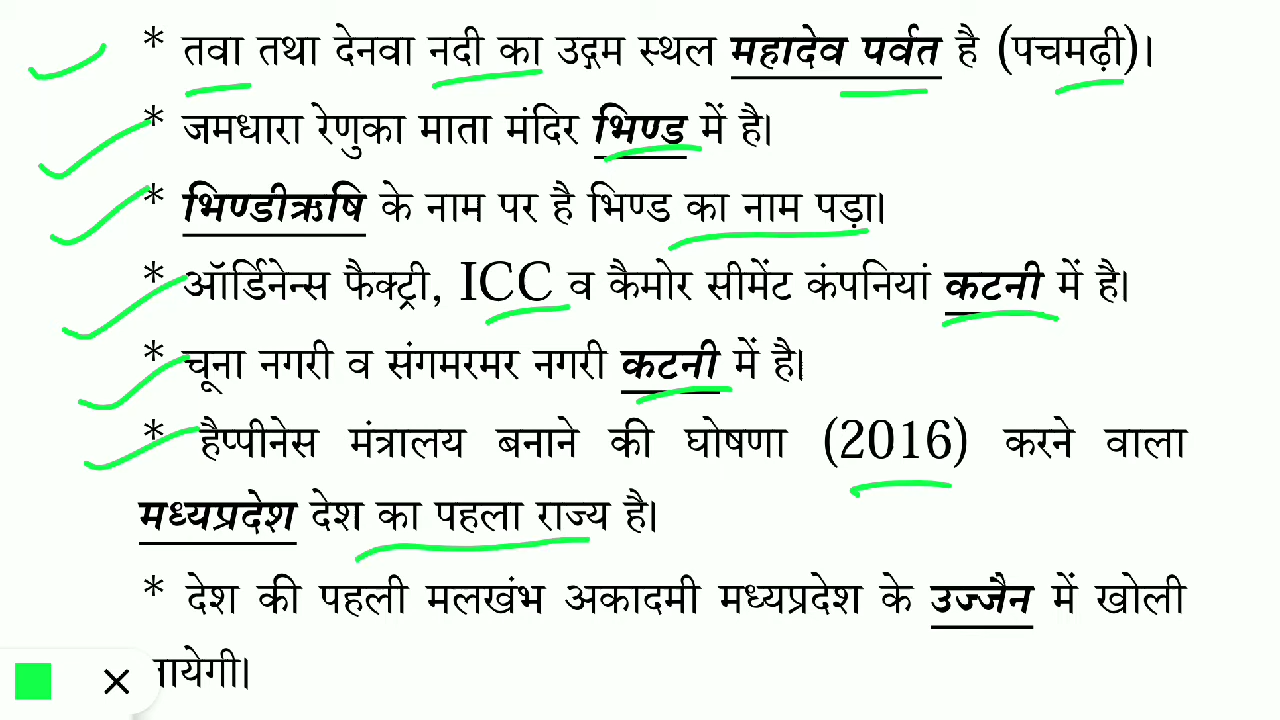 * तवा तथा देनवा नदी का उद्गम स्थल महादेव पर्वत है (पचमढ़ी)।
* जमधारा रेणुका माता मंदिर भिण्ड में है।
* भिण्डीऋषि के नाम पर है भिण्ड का नाम पड़ा।
* ऑर्डिनेन्स फैक्ट्री, ICC व कैमोर सीमेंट कंपनियां कटनी में है।
* चूना नगरी व संगमरमर नगरी कटनी में है।
* हैप्पीनेस मंत्रालय बनाने की घोषणा (2016) करने वाला
मध्यप्रदेश देश का पहला राज्य है।
* देश की पहली मलखंभ अकादमी मध्यप्रदेश के उज्जैन में खोली